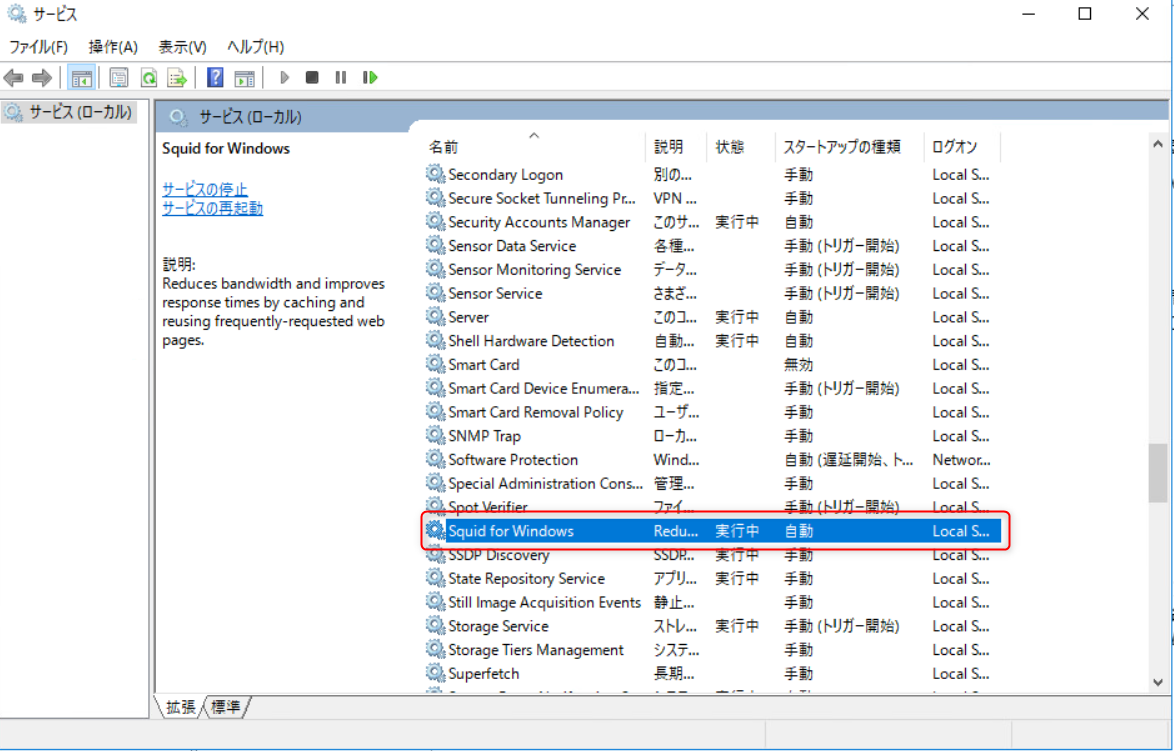 サービス
ファイル(F) 操作(A) 表示(V) ヘルプ(H)
サービス (ローカル)
サービス (ローカル)
Squid for Windows
サービスの停止
サービスの再起動
説明:
Reduces bandwidth and improves
response times by caching and
reusing frequently-requested web
pages.
名前 説明 状態 スタートアップの種類 ログオン
Secondary Logon 別の... 手動 Local S...
Secure Socket Tunneling Pr... VPN ... 手動 Local S...
Security Accounts Manager このサ... 実行中 自動 Local S...
Sensor Data Service 各種... 手動 (トリガー開始) Local S...
Sensor Monitoring Service データ... 手動 (トリガー開始) Local S...
Sensor Service さまざ... 手動 (トリガー開始) Local S...
Server このコ... 実行中 自動 Local S...
Shell Hardware Detection 自動... 実行中 自動 Local S...
Smart Card このコ... 無効 Local S...
Smart Card Device Enumera... 指定... 手動 (トリガー開始) Local S...
Smart Card Removal Policy ユーザ... 手動 Local S...
SNMP Trap ローカ... 手動 Local S...
Software Protection Wind... 自動 (遅延開始、ト... Networ...
Special Administration Cons... 管理... 手動 Local S...
Spot Verifier ファイ... 手動 (トリガー開始) Local S...
Squid for Windows Redu... 実行中 自動 Local S...
SSDP Discovery SSDP... 実行中 手動 Local S...
State Repository Service アプリ... 実行中 手動 Local S...
Still Image Acquisition Events 静止... 手動 Local S...
Storage Service ストレ... 実行中 手動 (トリガー開始) Local S...
Storage Tiers Management システ... 手動 Local S...
Superfetch 長期... 手動 Local S...
拡張 標準